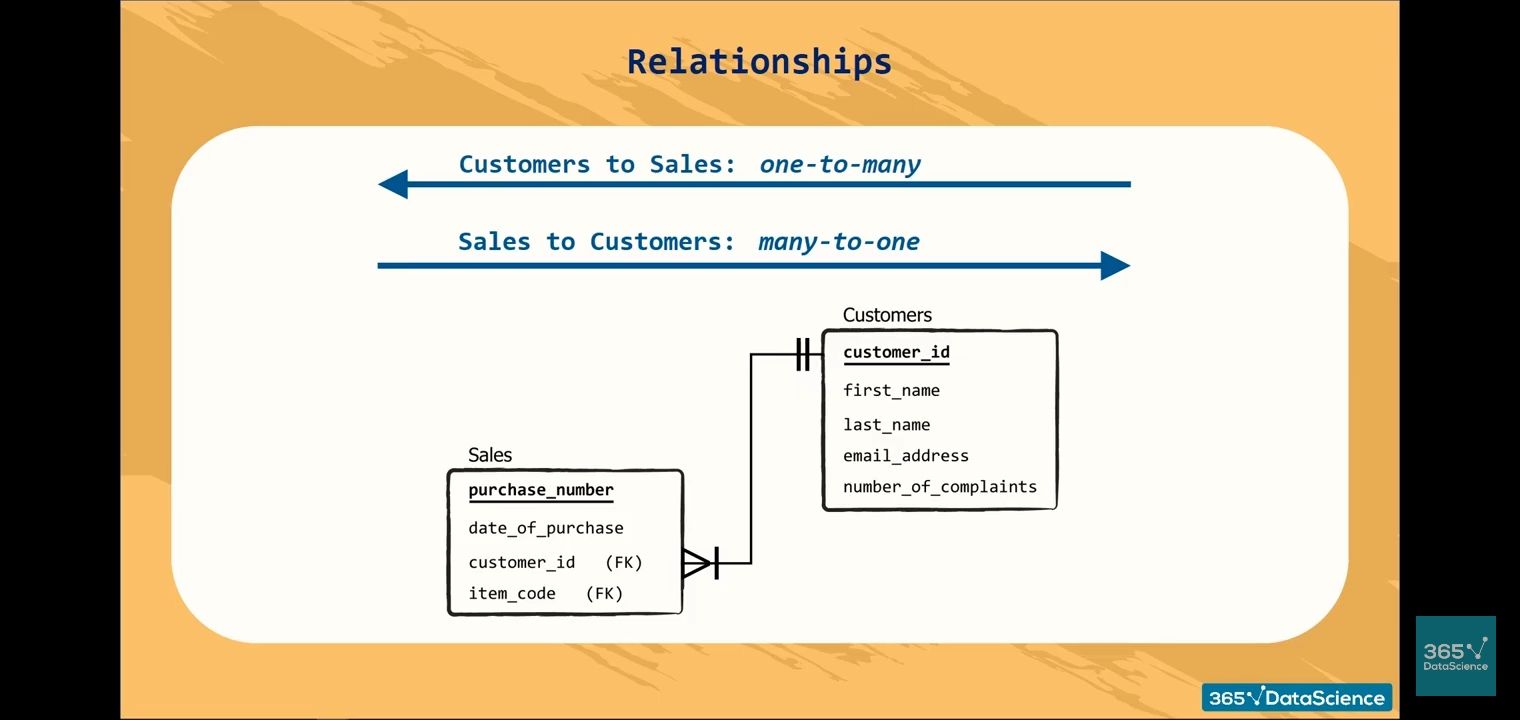 Relationships
Customers to Sales: one-to-many
Sales to Customers: many-to-one
Customers
customer_id
first_name
last_name
email_address
number_of_complaints
Sales
purchase_number
date_of_purchase
customer_id (FK)
item_code (FK)
365 DataScience
365 DataScience